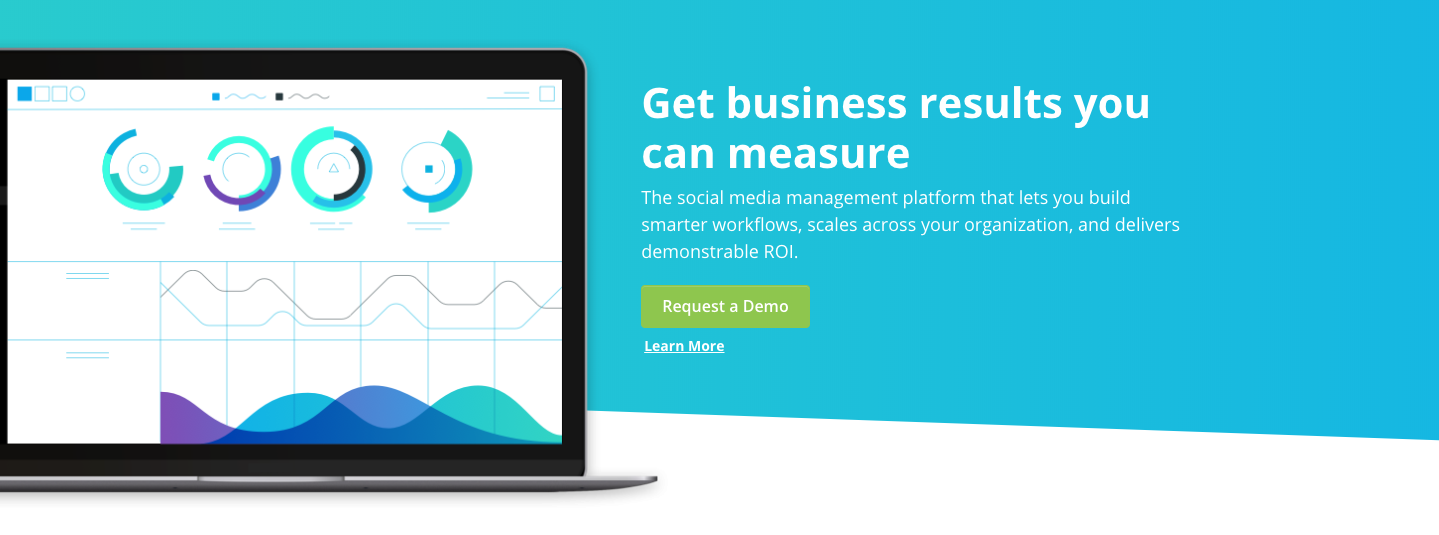 Get business results you
can measure
The social media management platform that lets you build
smarter workflows, scales across your organization, and delivers
demonstrable ROI.
Request a Demo
Learn More